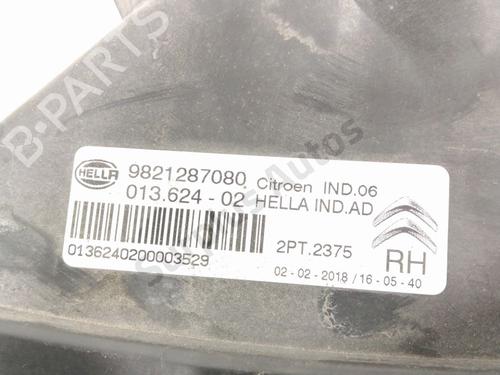 B-PARTS
HELLA 9821287080 Citroen IND.06
013.624 - 02 HELLA IND.AD
0136240200003529 2PT.2375 RH
02-02-2018 / 16-05-40